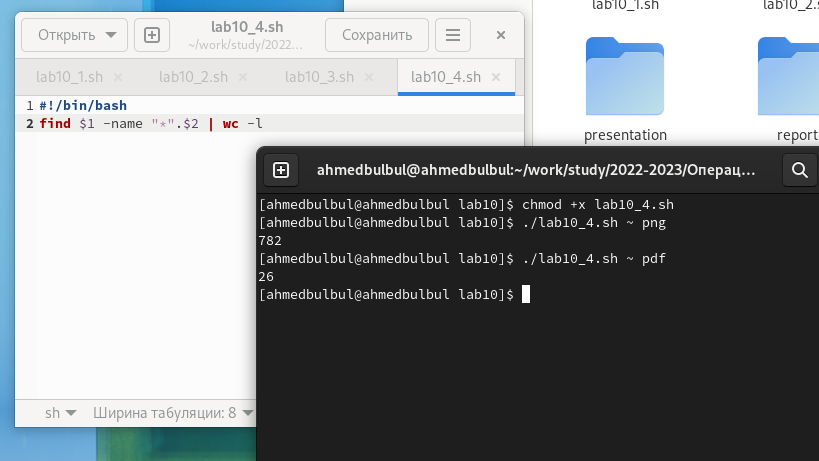 lab10_1.sh
lab10_2.s
Открыть
lab10_4.sh
~/work/study/2022...
Сохранить
lab10_1.sh
lab10_2.sh
lab10_3.sh
lab10_4.sh
1 #!/bin/bash
2 find $1 -name "*".$2 | wc -l
presentation
report
ahmedbulbul@ahmedbulbul:~/work/study/2022-2023/Операц...
[ahmedbulbul@ahmedbulbul lab10]$ chmod +x lab10_4.sh
[ahmedbulbul@ahmedbulbul lab10]$ ./lab10_4.sh ~ png
782
[ahmedbulbul@ahmedbulbul lab10]$ ./lab10_4.sh ~ pdf
26
[ahmedbulbul@ahmedbulbul lab10]$
sh
Ширина табуляции: 8